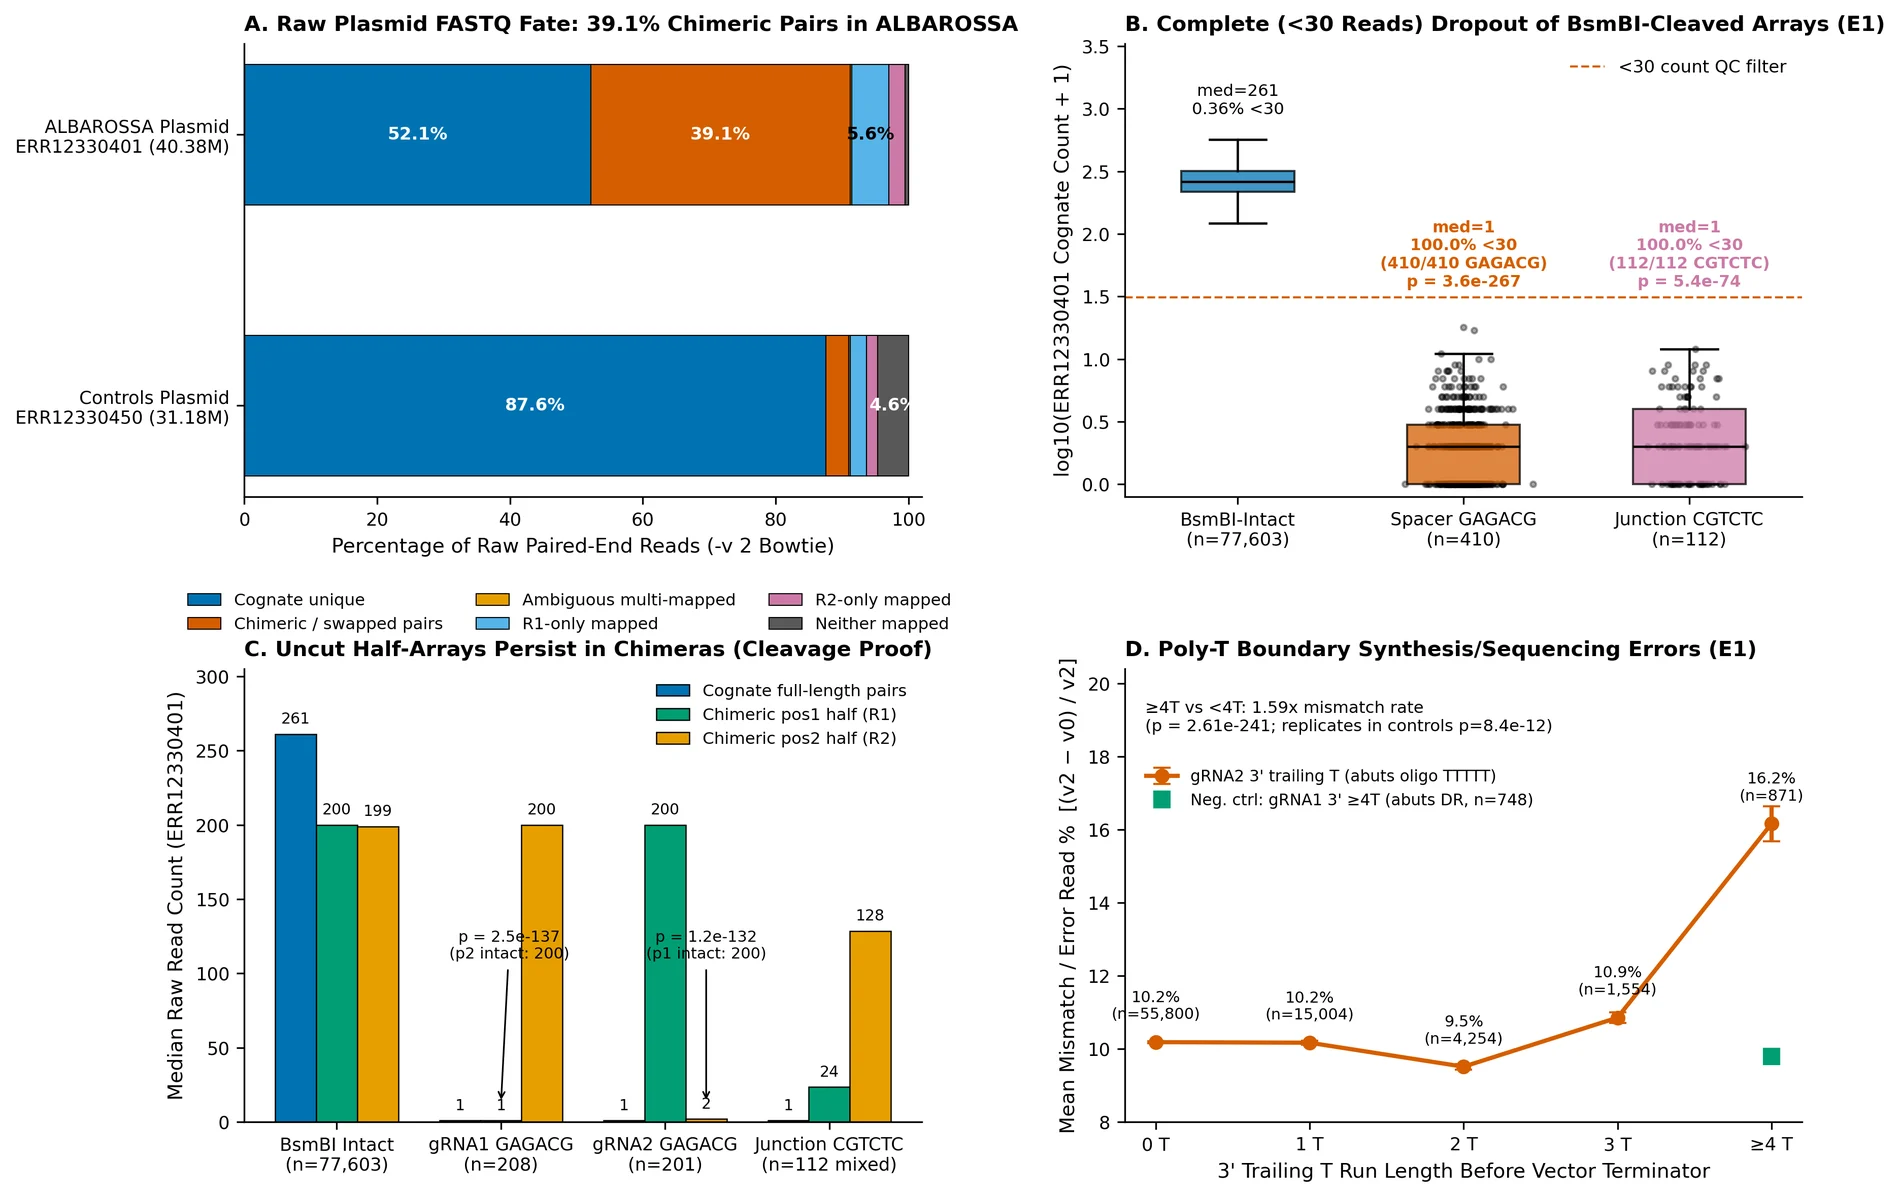 A. Raw Plasmid FASTQ Fate: 39.1% Chimeric Pairs in ALBAROSSA
ALBAROSSA Plasmid
ERR12330401 (40.38M)
52.1%
39.1%
5.6%
Controls Plasmid
ERR12330450 (31.18M)
87.6%
4.6%
0
20
40
60
80
100
Percentage of Raw Paired-End Reads (-v 2 Bowtie)
Cognate unique
Chimeric / swapped pairs
Ambiguous multi-mapped
R1-only mapped
R2-only mapped
Neither mapped
B. Complete (<30 Reads) Dropout of BsmBI-Cleaved Arrays (E1)
log10(ERR12330401 Cognate Count + 1)
3.5
3.0
2.5
2.0
1.5
1.0
0.5
0.0
<30 count QC filter
med=261
0.36% <30
med=1
100.0% <30
(410/410 GAGACG)
p = 3.6e-267
med=1
100.0% <30
(112/112 CGTCTC)
p = 5.4e-74
BsmBI-Intact
(n=77,603)
Spacer GAGACG
(n=410)
Junction CGTCTC
(n=112)
C. Uncut Half-Arrays Persist in Chimeras (Cleavage Proof)
Median Raw Read Count (ERR12330401)
300
250
200
150
100
50
0
Cognate full-length pairs
Chimeric pos1 half (R1)
Chimeric pos2 half (R2)
261
200
199
1
1
200
p = 2.5e-137
(p2 intact: 200)
1
200
2
p = 1.2e-132
(p1 intact: 200)
1
24
128
BsmBI Intact
(n=77,603)
gRNA1 GAGACG
(n=208)
gRNA2 GAGACG
(n=201)
Junction CGTCTC
(n=112 mixed)
D. Poly-T Boundary Synthesis/Sequencing Errors (E1)
Mean Mismatch / Error Read % [(v2 − v0) / v2]
20
18
16
14
12
10
8
≥4T vs <4T: 1.59x mismatch rate
(p = 2.61e-241; replicates in controls p=8.4e-12)
gRNA2 3' trailing T (abuts oligo TTTTT)
Neg. ctrl: gRNA1 3' ≥4T (abuts DR, n=748)
10.2%
(n=55,800)
10.2%
(n=15,004)
9.5%
(n=4,254)
10.9%
(n=1,554)
16.2%
(n=871)
0 T
1 T
2 T
3 T
≥4 T
3' Trailing T Run Length Before Vector Terminator